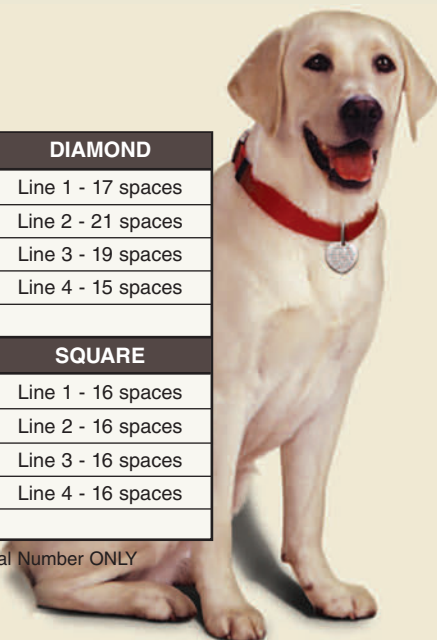 DIAMOND
Line 1 - 17 spaces
Line 2 - 21 spaces
Line 3 - 19 spaces
Line 4 - 15 spaces
SQUARE
Line 1 - 16 spaces
Line 2 - 16 spaces
Line 3 - 16 spaces
Line 4 - 16 spaces
Number ONLY